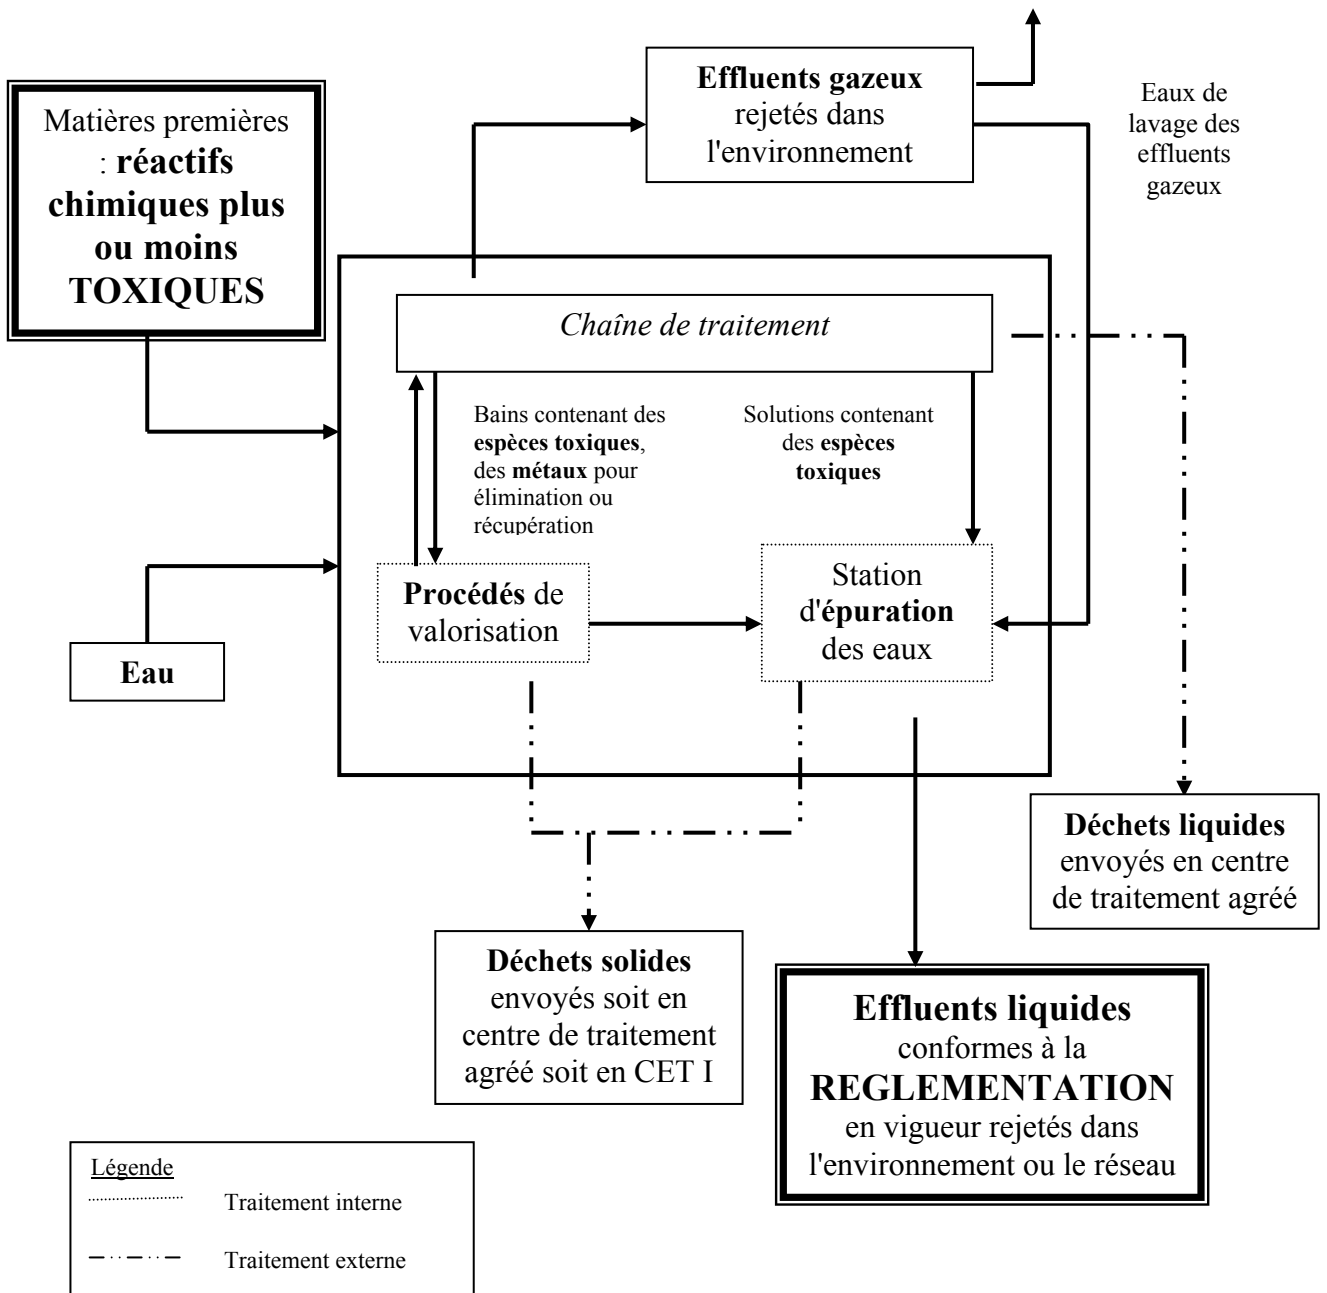 Effluents gazeux
rejetés dans
l'environnement
Eaux de
lavage des
effluents
gazeux
Matières premières
: réactifs
chimiques plus
ou moins
TOXIQUES
Chaîne de traitement
Bains contenant des
espèces toxiques,
des métaux pour
élimination ou
récupération
Solutions contenant
des espèces
toxiques
Procédés de
valorisation
Station
d'épuration
des eaux
Eau
Déchets liquides
envoyés en centre
de traitement agréé
Déchets solides
envoyés soit en
centre de traitement
agréé soit en CET I
Effluents liquides
conformes à la
REGLEMENTATION
en vigueur rejetés dans
l'environnement ou le réseau
Légende
Traitement interne
Traitement externe